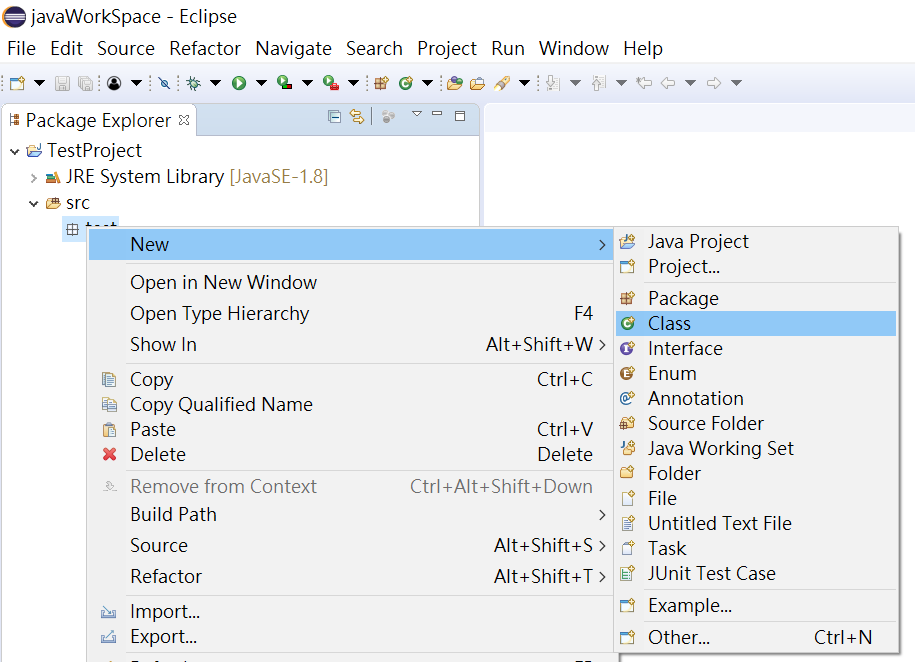 javaWorkSpace - Eclipse
File Edit Source Refactor Navigate Search Project Run Window Help
Package Explorer
TestProject
JRE System Library [JavaSE-1.8]
src
New
Open in New Window
Open Type Hierarchy F4
Show In Alt+Shift+W
Copy Ctrl+C
Copy Qualified Name
Paste Ctrl+V
Delete Delete
Remove from Context Ctrl+Alt+Shift+Down
Build Path
Source Alt+Shift+S
Refactor Alt+Shift+T
Import...
Export...
Java Project
Project...
Package
Class
Interface
Enum
Annotation
Source Folder
Java Working Set
Folder
File
Untitled Text File
Task
JUnit Test Case
Example...
Other... Ctrl+N